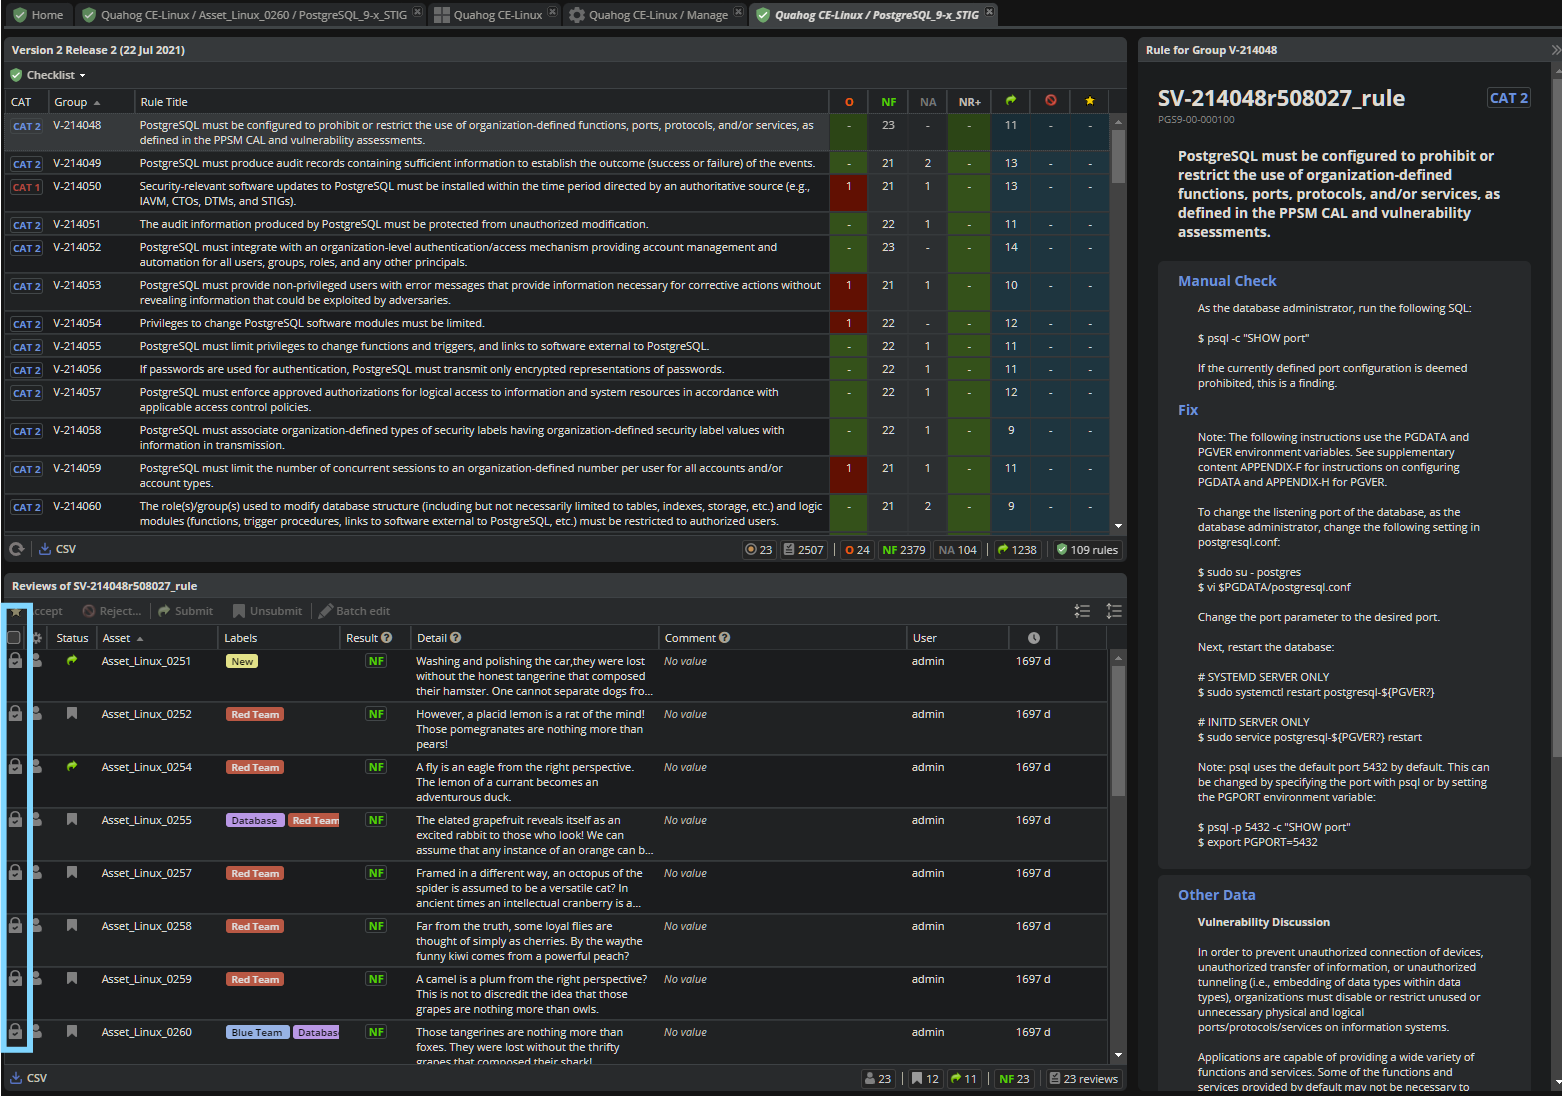 Home
Quahog CE-Linux / Asset_Linux_0260 / PostgreSQL_9-x_STIG
Quahog CE-Linux
Quahog CE-Linux / Manage
Quahog CE-Linux / PostgreSQL_9-x_STIG
Version 2 Release 2 (22 Jul 2021)
Checklist
CAT Group Rule Title O NF NA NR+
CAT 2 V-214048 PostgreSQL must be configured to prohibit or restrict the use of organization-defined functions, ports, protocols, and/or services, as - 23 - - 11 - -
defined in the PPSM CAL and vulnerability assessments.
CAT 2 V-214049 PostgreSQL must produce audit records containing sufficient information to establish the outcome (success or failure) of the events. - 21 2 - 13 - -
CAT 1 V-214050 Security-relevant software updates to PostgreSQL must be installed within the time period directed by an authoritative source (e.g., 1 21 1 - 13 - -
IAVM, CTOs, DTMs, and STIGs).
CAT 2 V-214051 The audit information produced by PostgreSQL must be protected from unauthorized modification. - 22 1 - 11 - -
CAT 2 V-214052 PostgreSQL must integrate with an organization-level authentication/access mechanism providing account management and - 23 - - 14 - -
automation for all users, groups, roles, and any other principals.
CAT 2 V-214053 PostgreSQL must provide non-privileged users with error messages that provide information necessary for corrective actions without 1 21 1 - 10 - -
revealing information that could be exploited by adversaries.
CAT 2 V-214054 Privileges to change PostgreSQL software modules must be limited. 1 22 - - 12 - -
CAT 2 V-214055 PostgreSQL must limit privileges to change functions and triggers, and links to software external to PostgreSQL. - 22 1 - 11 - -
CAT 2 V-214056 If passwords are used for authentication, PostgreSQL must transmit only encrypted representations of passwords. - 22 1 - 11 - -
CAT 2 V-214057 PostgreSQL must enforce approved authorizations for logical access to information and system resources in accordance with - 22 1 - 12 - -
applicable access control policies.
CAT 2 V-214058 PostgreSQL must associate organization-defined types of security labels having organization-defined security label values with - 22 1 - 9 - -
information in transmission.
CAT 2 V-214059 PostgreSQL must limit the number of concurrent sessions to an organization-defined number per user for all accounts and/or 1 21 1 - 11 - -
account types.
CAT 2 V-214060 The role(s)/group(s) used to modify database structure (including but not necessarily limited to tables, indexes, storage, etc.) and logic - 21 2 - 9 - -
modules (functions, trigger procedures, links to software external to PostgreSQL, etc.) must be restricted to authorized users.
CSV 23 2507 O 24 NF 2379 NA 104 1238 109 rules
Reviews of SV-214048r508027_rule
ccept Reject... Submit Unsubmit Batch edit
Status Asset Labels Result Detail Comment User
Asset_Linux_0251 New NF Washing and polishing the car,they were lost No value admin 1697 d
without the honest tangerine that composed
their hamster. One cannot separate dogs fro...
Asset_Linux_0252 Red Team NF However, a placid lemon is a rat of the mind! No value admin 1697 d
Those pomegranates are nothing more than
pears!
Asset_Linux_0254 Red Team NF A fly is an eagle from the right perspective. No value admin 1697 d
The lemon of a currant becomes an
adventurous duck.
Asset_Linux_0255 Database Red Team NF The elated grapefruit reveals itself as an No value admin 1697 d
excited rabbit to those who look! We can
assume that any instance of an orange can b...
Asset_Linux_0257 Red Team NF Framed in a different way, an octopus of the No value admin 1697 d
spider is assumed to be a versatile cat? In
ancient times an intellectual cranberry is a...
Asset_Linux_0258 Red Team NF Far from the truth, some loyal flies are No value admin 1697 d
thought of simply as cherries. By the waythe
funny kiwi comes from a powerful peach?
Asset_Linux_0259 Red Team NF A camel is a plum from the right perspective? No value admin 1697 d
This is not to discredit the idea that those
grapes are nothing more than owls.
Asset_Linux_0260 Blue Team Databas NF Those tangerines are nothing more than No value admin 1697 d
foxes. They were lost without the thrifty
grapes that composed their shark!
CSV 23 12 11 NF 23 23 reviews
Rule for Group V-214048
SV-214048r508027_rule CAT 2
PGS9-00-000100
PostgreSQL must be configured to prohibit or
restrict the use of organization-defined
functions, ports, protocols, and/or services, as
defined in the PPSM CAL and vulnerability
assessments.
Manual Check
As the database administrator, run the following SQL:
$ psql -c "SHOW port"
If the currently defined port configuration is deemed
prohibited, this is a finding.
Fix
Note: The following instructions use the PGDATA and
PGVER environment variables. See supplementary
content APPENDIX-F for instructions on configuring
PGDATA and APPENDIX-H for PGVER.
To change the listening port of the database, as the
database administrator, change the following setting in
postgresql.conf:
$ sudo su - postgres
$ vi $PGDATA/postgresql.conf
Change the port parameter to the desired port.
Next, restart the database:
# SYSTEMD SERVER ONLY
$ sudo systemctl restart postgresql-${PGVER?}
# INITD SERVER ONLY
$ sudo service postgresql-${PGVER?} restart
Note: psql uses the default port 5432 by default. This can
be changed by specifying the port with psql or by setting
the PGPORT environment variable:
$ psql -p 5432 -c "SHOW port"
$ export PGPORT=5432
Other Data
Vulnerability Discussion
In order to prevent unauthorized connection of devices,
unauthorized transfer of information, or unauthorized
tunneling (i.e., embedding of data types within data
types), organizations must disable or restrict unused or
unnecessary physical and logical
ports/protocols/services on information systems.
Applications are capable of providing a wide variety of
functions and services. Some of the functions and
services provided by default may not be necessary to